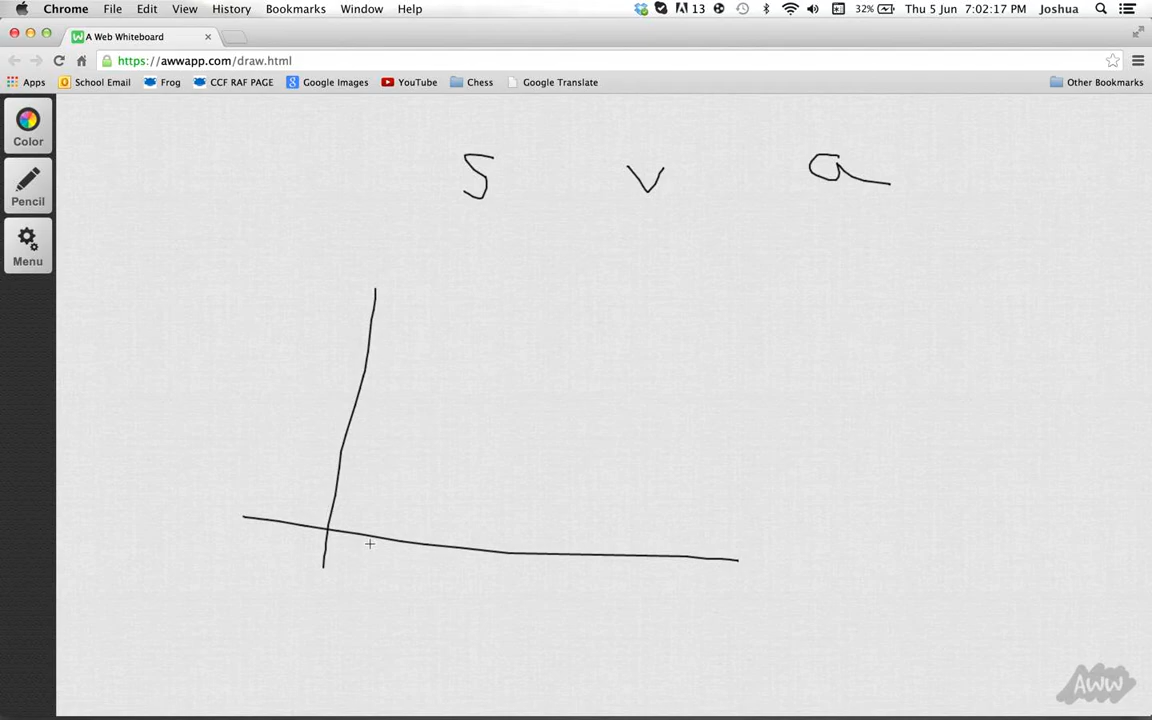 Chrome File Edit View History Bookmarks Window Help 13 32% Thu 5 Jun 7:02:17 PM Joshua
A Web Whiteboard
https://awwapp.com/draw.html
Apps School Email Frog CCF RAF PAGE Google Images YouTube Chess Google Translate Other Bookmarks
Color
Pencil
Menu
s v a
AWW